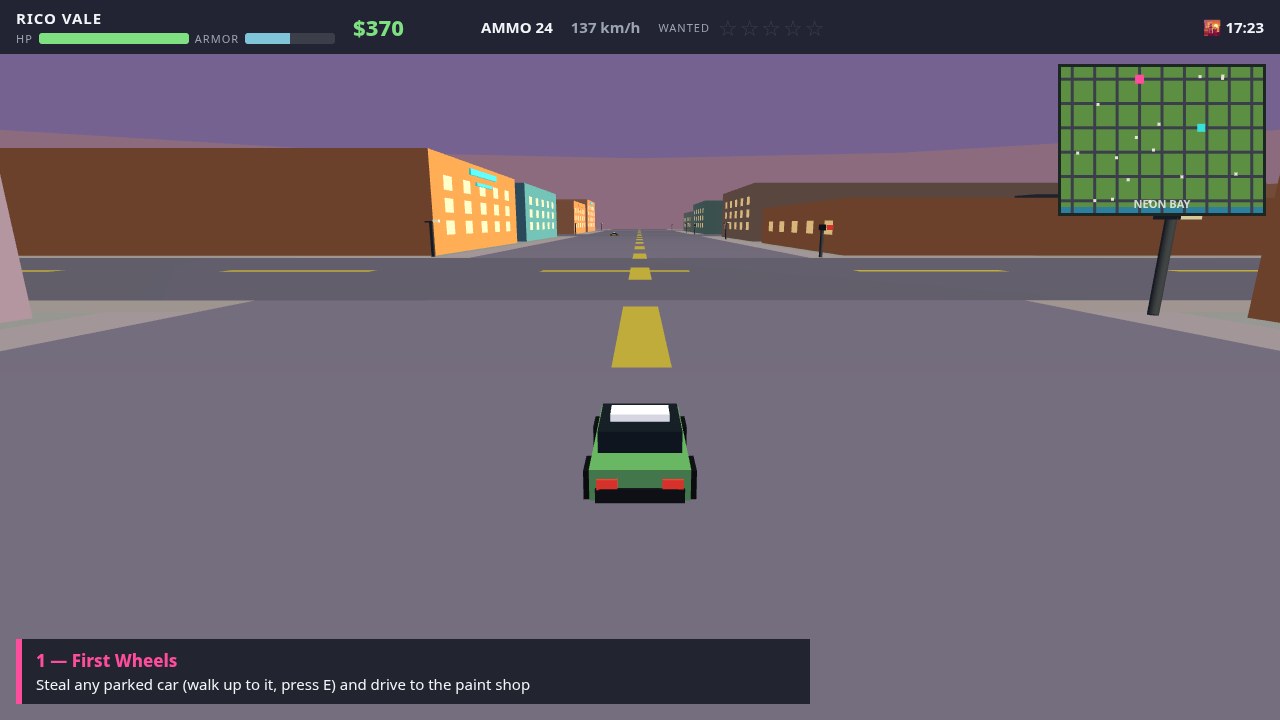 RICO VALE
HP ARMOR $370 AMMO 24 137 km/h WANTED 17:23
NEON BAY
1 — First Wheels
Steal any parked car (walk up to it, press E) and drive to the paint shop